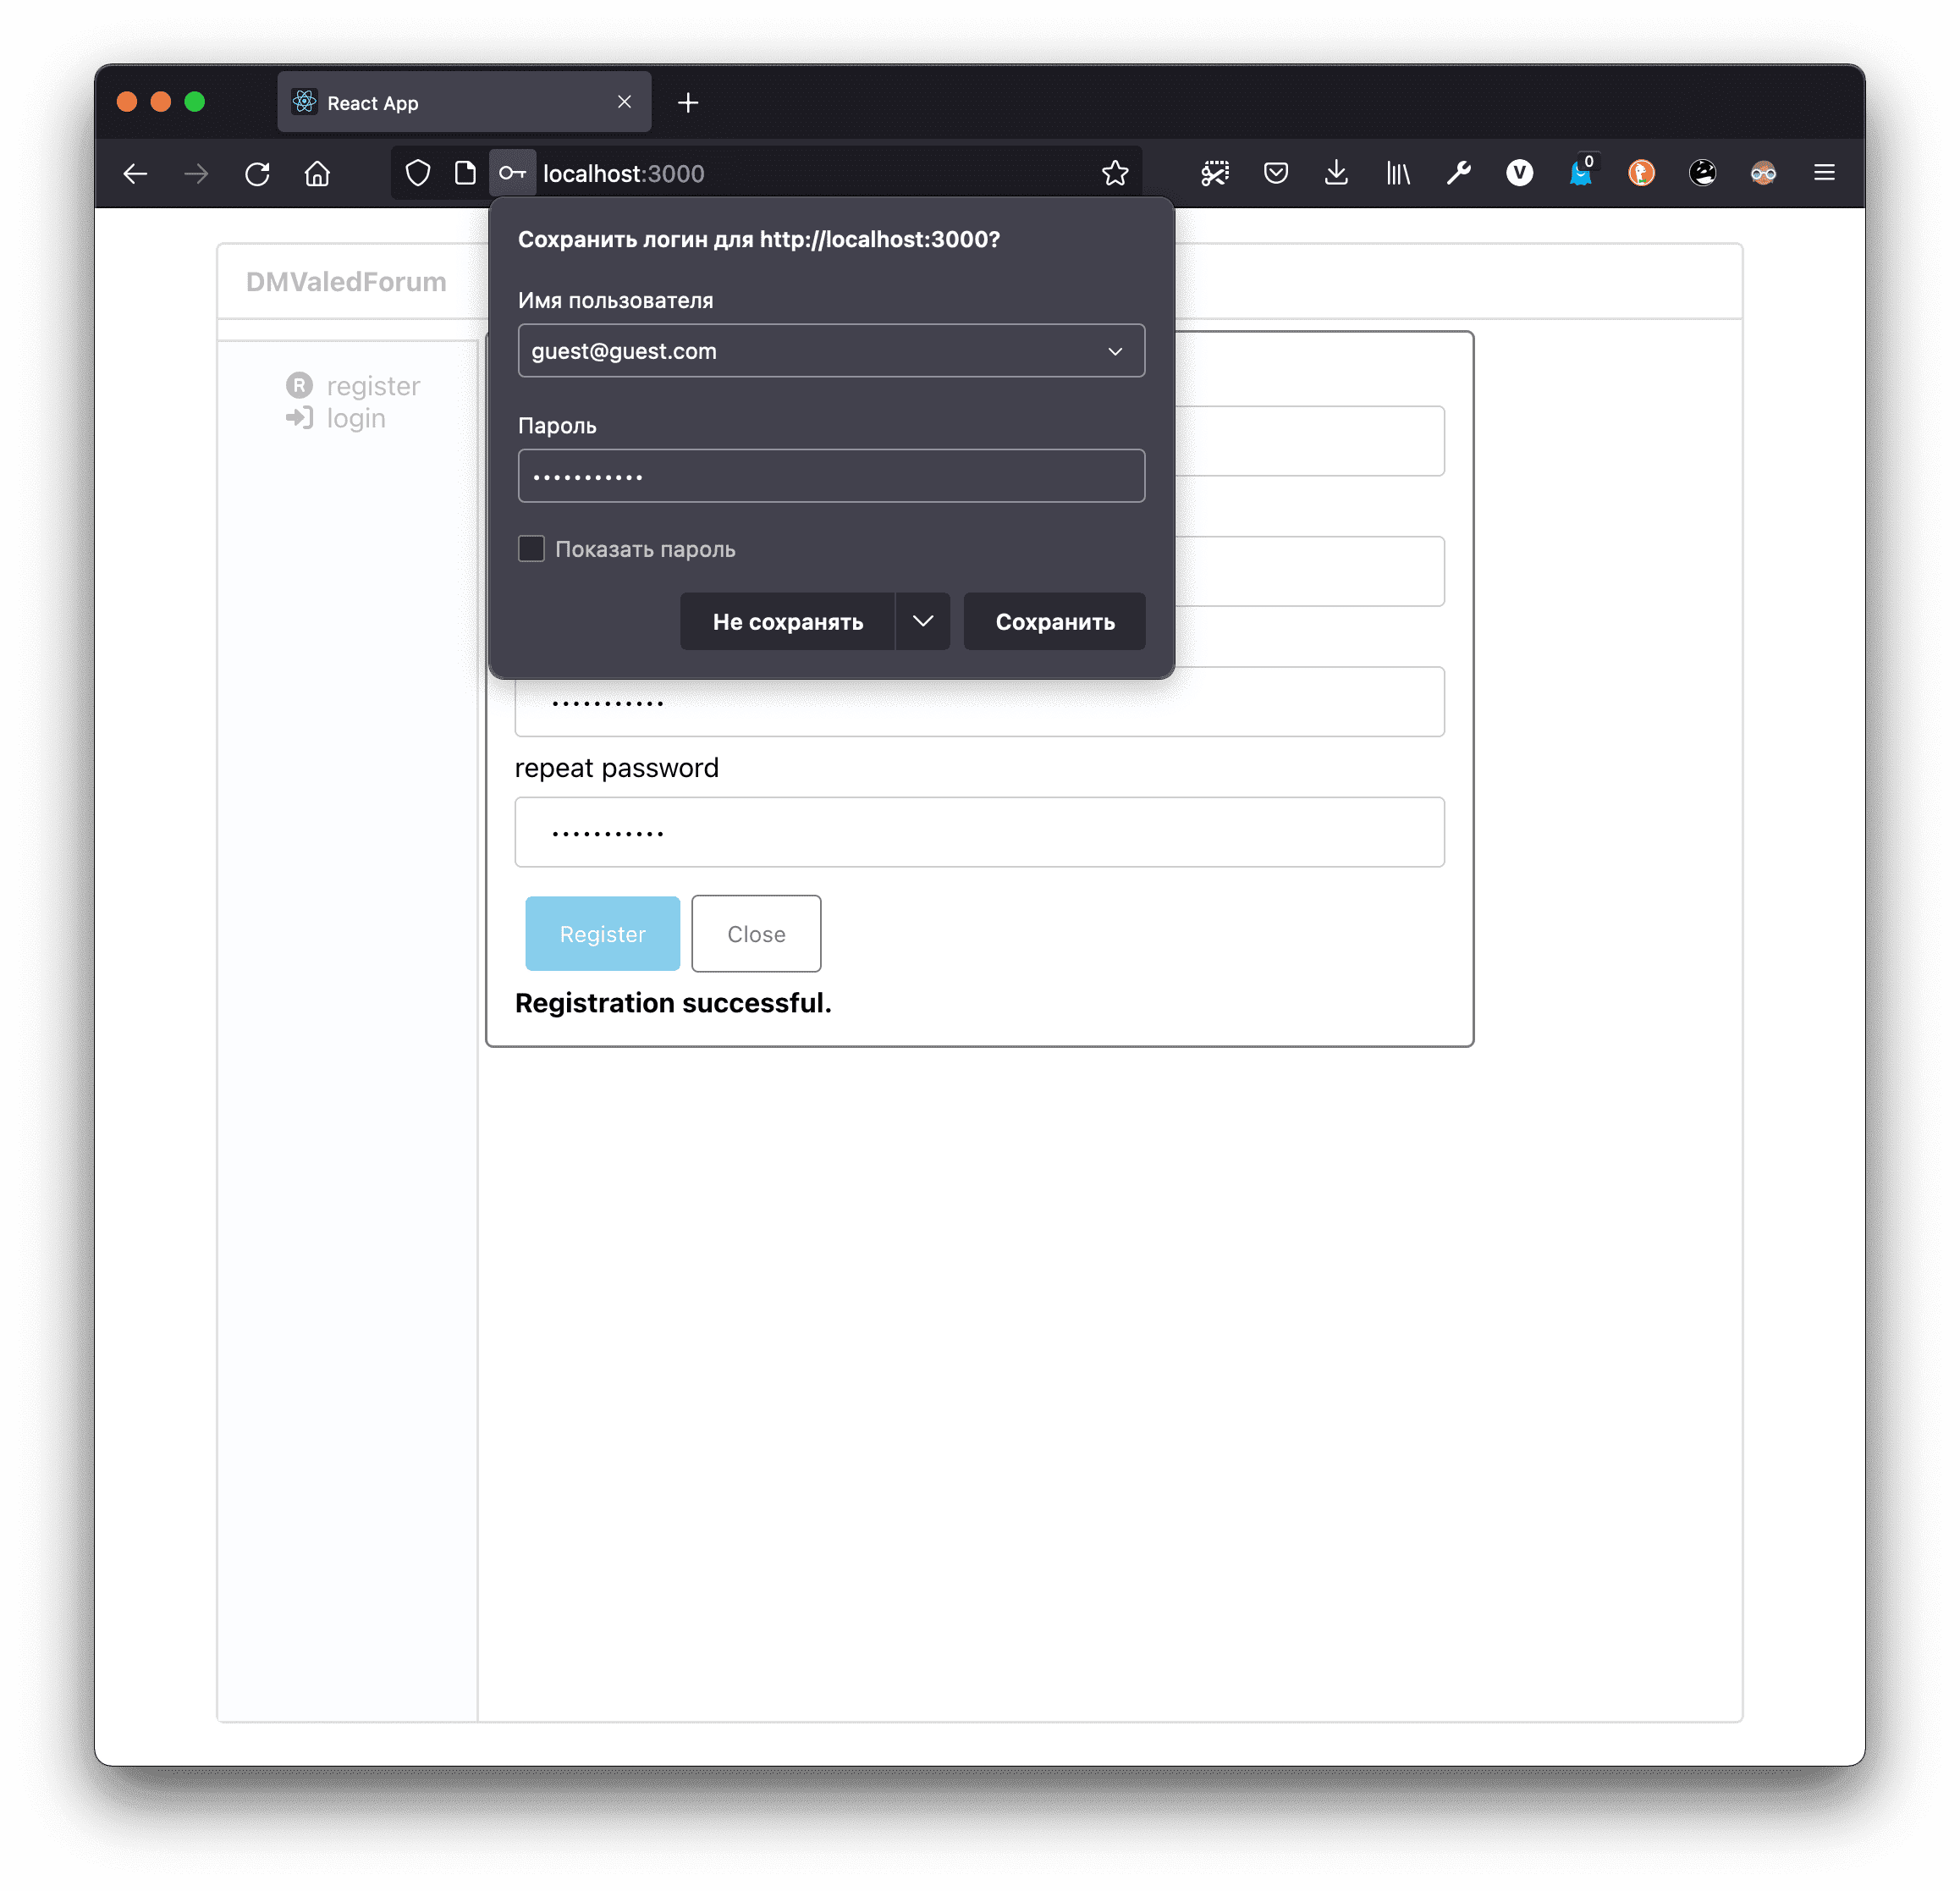 React App
localhost:3000
0
V
Сохранить логин для http://localhost:3000?
DMValedForum
Имя пользователя
guest@guest.com
R register
login
Пароль
•••••••••••
Показать пароль
Не сохранять
Сохранить
•••••••••••
repeat password
•••••••••••
Register
Close
Registration successful.